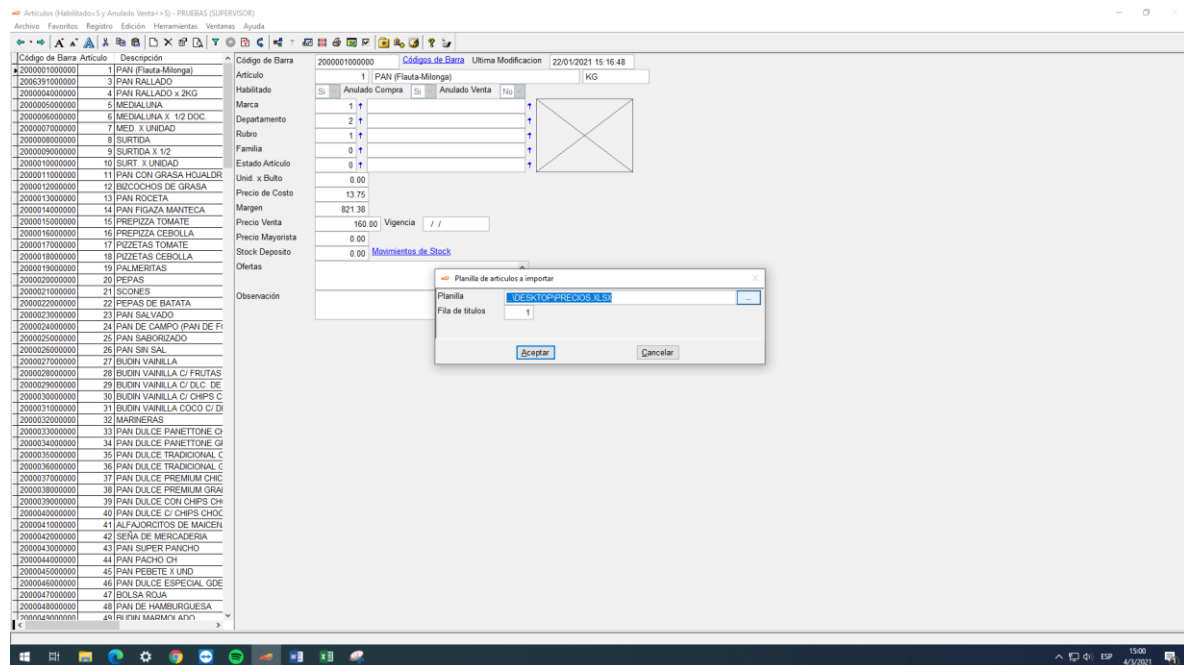 Artículos (Habilitado=S y Anulado Venta<>S) - PRUEBAS (SUPERVISOR)
Archivo Favoritos Registro Edición Herramientas Ventanas Ayuda
Código de Barra Artículo Descripción
2000001000000 1 PAN (Flauta-Milonga)
2006391000000 3 PAN RALLADO
2000004000000 4 PAN RALLADO x 2KG
2000005000000 5 MEDIALUNA
2000006000000 6 MEDIALUNA X 1/2 DOC.
2000007000000 7 MED. X UNIDAD
2000008000000 8 SURTIDA
2000009000000 9 SURTIDA X 1/2
2000010000000 10 SURT. X UNIDAD
2000011000000 11 PAN CON GRASA HOJALDR
2000012000000 12 BIZCOCHOS DE GRASA
2000013000000 13 PAN ROCETA
2000014000000 14 PAN FIGAZA MANTECA
2000015000000 15 PREPIZZA TOMATE
2000016000000 16 PREPIZZA CEBOLLA
2000017000000 17 PIZZETAS TOMATE
2000018000000 18 PIZZETAS CEBOLLA
2000019000000 19 PALMERITAS
2000020000000 20 PEPAS
2000021000000 21 SCONES
2000022000000 22 PEPAS DE BATATA
2000023000000 23 PAN SALVADO
2000024000000 24 PAN DE CAMPO (PAN DE F
2000025000000 25 PAN SABORIZADO
2000026000000 26 PAN SIN SAL
2000027000000 27 BUDIN VAINILLA
2000028000000 28 BUDIN VAINILLA C/ FRUTAS
2000029000000 29 BUDIN VAINILLA C/ DLC. DE
2000030000000 30 BUDIN VAINILLA C/ CHIPS C
2000031000000 31 BUDIN VAINILLA COCO C/ D
2000032000000 32 MARINERAS
2000033000000 33 PAN DULCE PANETTONE CH
2000034000000 34 PAN DULCE PANETTONE G
2000035000000 35 PAN DULCE TRADICIONAL C
2000036000000 36 PAN DULCE TRADICIONAL G
2000037000000 37 PAN DULCE PREMIUM CHIC
2000038000000 38 PAN DULCE PREMIUM GRA
2000039000000 39 PAN DULCE CON CHIPS CH
2000040000000 40 PAN DULCE C/ CHIPS CHOC
2000041000000 41 ALFAJORCITOS DE MAICEN
2000042000000 42 SEÑA DE MERCADERIA
2000043000000 43 PAN SUPER PANCHO
2000044000000 44 PAN PACHO CH
2000045000000 45 PAN PEBETE X UND
2000046000000 46 PAN DULCE ESPECIAL GDE
2000047000000 47 BOLSA ROJA
2000048000000 48 PAN DE HAMBURGUESA
2000049000000 49 BUDIN MARMOLADO
Código de Barra 2000001000000 Códigos de Barra Ultima Modificacion 22/01/2021 15:16:48
Artículo 1 PAN (Flauta-Milonga) KG
Habilitado Si Anulado Compra Si Anulado Venta No
Marca 1
Departamento 2
Rubro 1
Familia 0
Estado Artículo 0
Unid. x Bulto 0.00
Precio de Costo 13.75
Margen 821.38
Precio Venta 160.00 Vigencia / /
Precio Mayorista 0.00
Stock Deposito 0.00 Movimientos de Stock
Ofertas
Observación
Planilla de articulos a importar
Planilla ..\DESKTOP\PRECIOS.XLSX ...
Fila de titulos 1
Aceptar Cancelar
ESP 15:00
4/3/2021